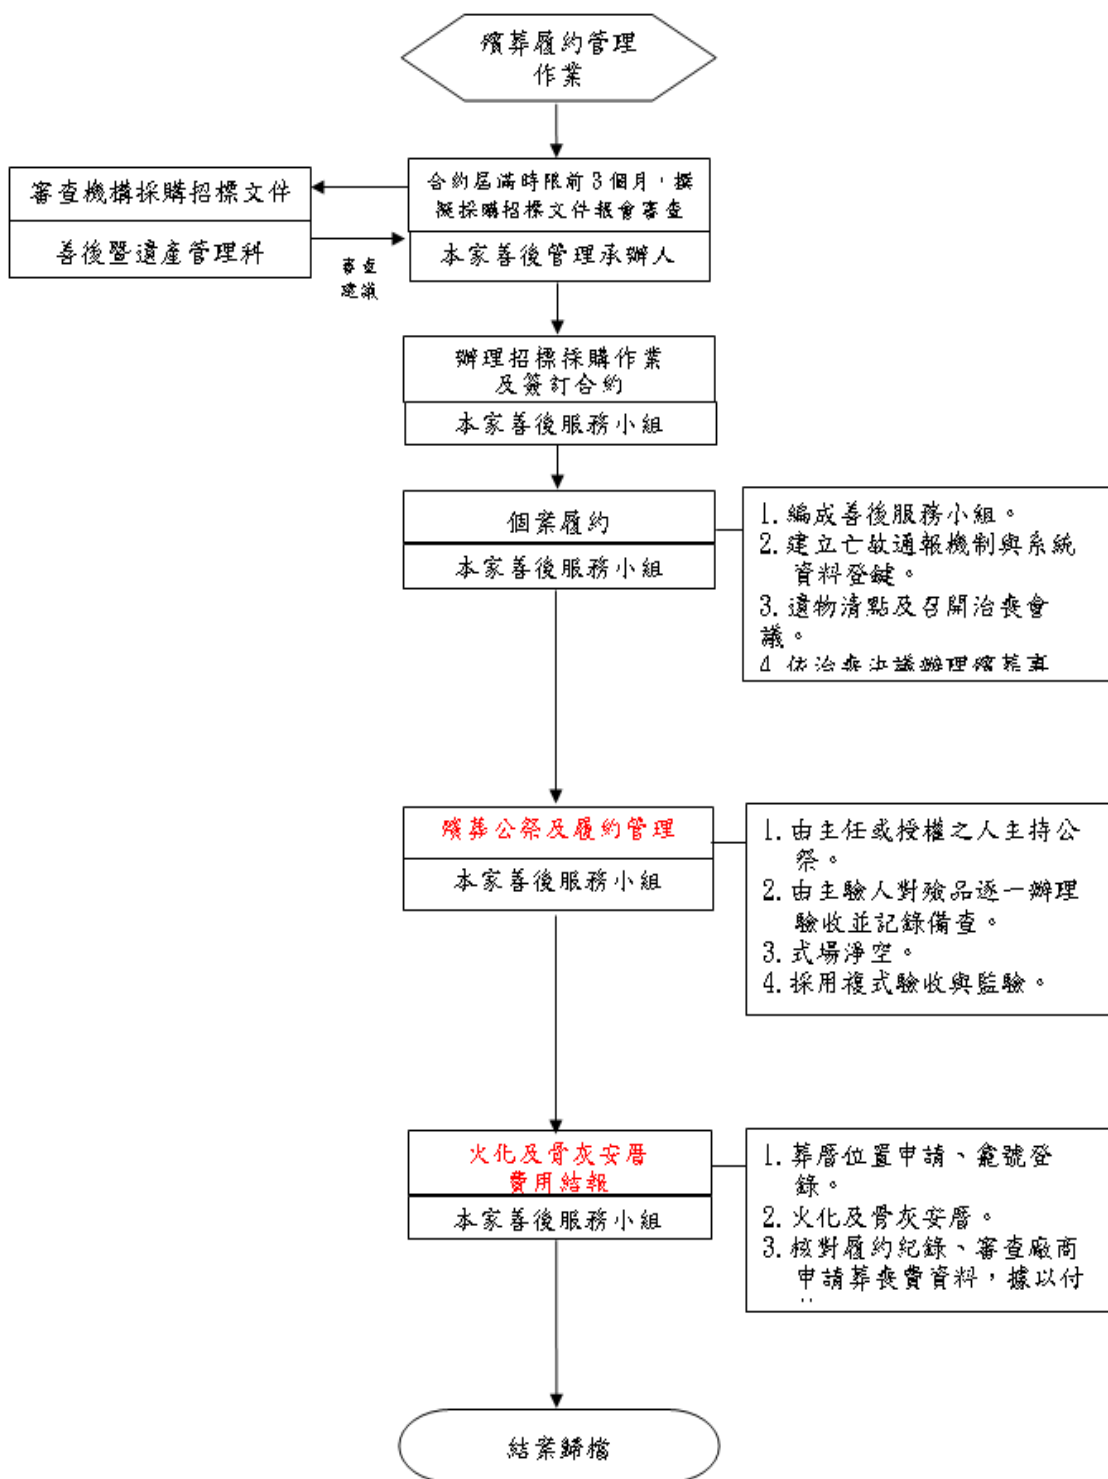 殯葬履約管理
作業
合約屆滿時限前3個月，撰
擬採購招標文件報會審查
本家善後管理承辦人
審查機構採購招標文件
善後暨遺產管理科
審查
建議
辦理招標採購作業
及簽訂合約
本家善後服務小組
個案履約
本家善後服務小組
1.編成善後服務小組。
2.建立亡故通報機制與系統
資料登鍵。
3.遺物清點及召開治喪會
議。
4.依治喪決議辦理殯葬事
殯葬公祭及履約管理
本家善後服務小組
1.由主任或授權之人主持公
祭。
2.由主驗人對殮品逐一辦理
驗收並記錄備查。
3.式場淨空。
4.採用複式驗收與監驗。
火化及骨灰安厝
費用結報
本家善後服務小組
1.葬厝位置申請、龕號登
錄。
2.火化及骨灰安厝。
3.核對履約紀錄、審查廠商
申請葬喪費資料，據以付
結案歸檔